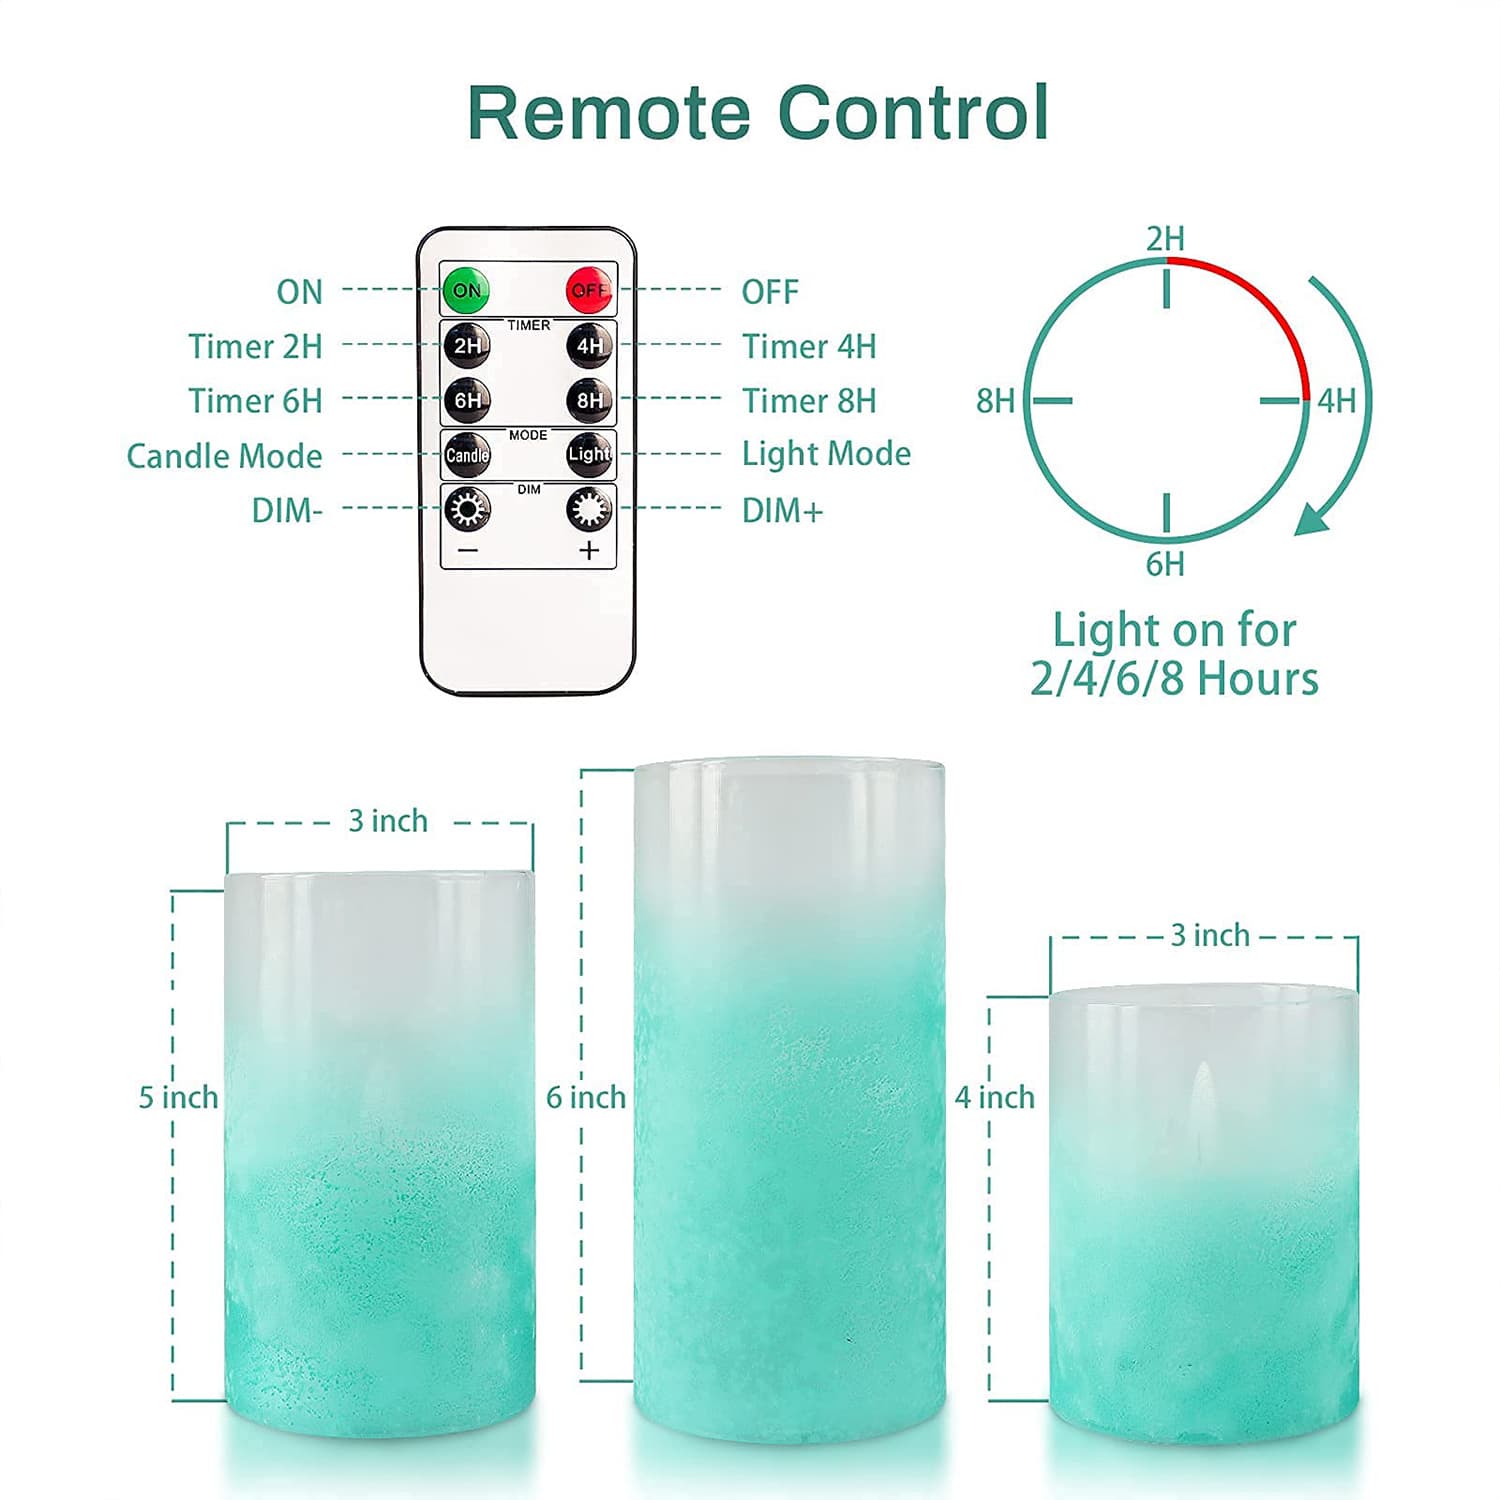 Remote Control
ON
OFF
Timer 2H
Timer 4H
Timer 6H
Timer 8H
Candle Mode
Light Mode
DIM-
DIM+
ON OFF
TIMER
2H 4H
6H 8H
MODE
Candle Light
DIM
− +
2H
8H
4H
6H
Light on for
2/4/6/8 Hours
3 inch
5 inch
6 inch
3 inch
4 inch